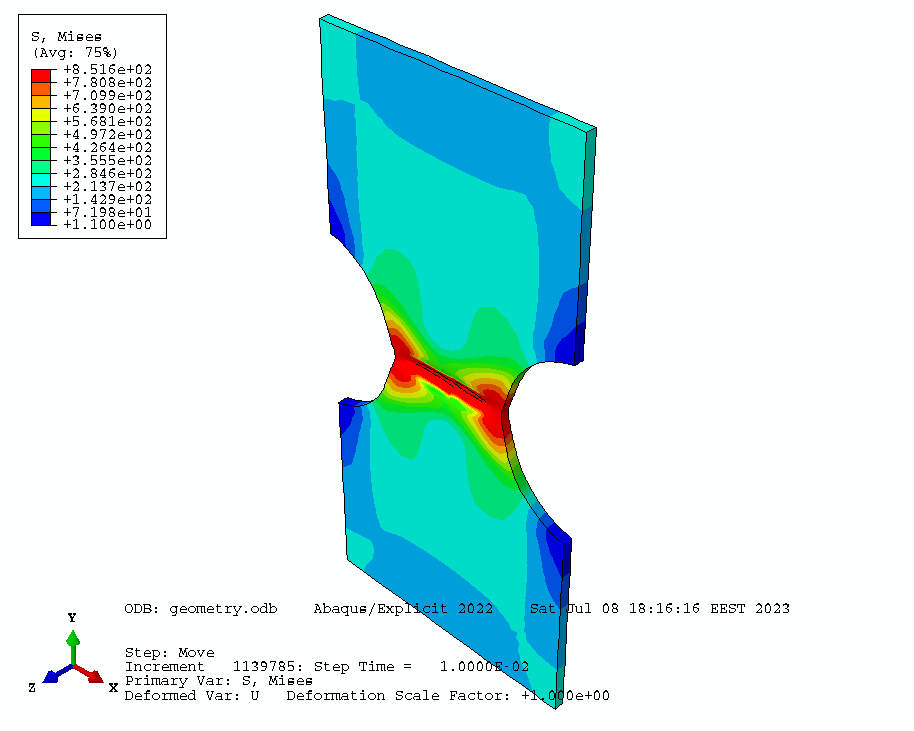 S, Mises
(Avg: 75%)
+8.516e+02
+7.808e+02
+7.099e+02
+6.390e+02
+5.681e+02
+4.972e+02
+4.264e+02
+3.555e+02
+2.846e+02
+2.137e+02
+1.429e+02
+7.198e+01
+1.100e+00
ODB: geometry.odb Abaqus/Explicit 2022 Sat Jul 08 18:16:16 EEST 2023
Y
Z
X
Step: Move
Increment 1139785: Step Time = 1.0000E-02
Primary Var: S, Mises
Deformed Var: U Deformation Scale Factor: +1.000e+00